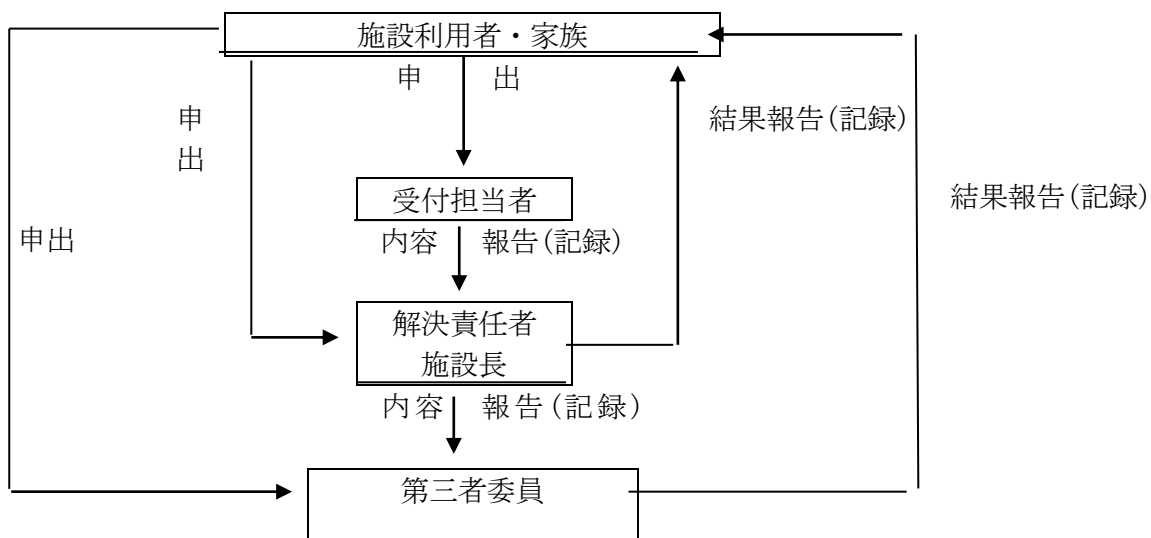 施設利用者・家族
申 出
申出
結果報告(記録)
受付担当者
結果報告(記録)
申出
内容 報告(記録)
解決責任者
施設長
内容 報告(記録)
第三者委員